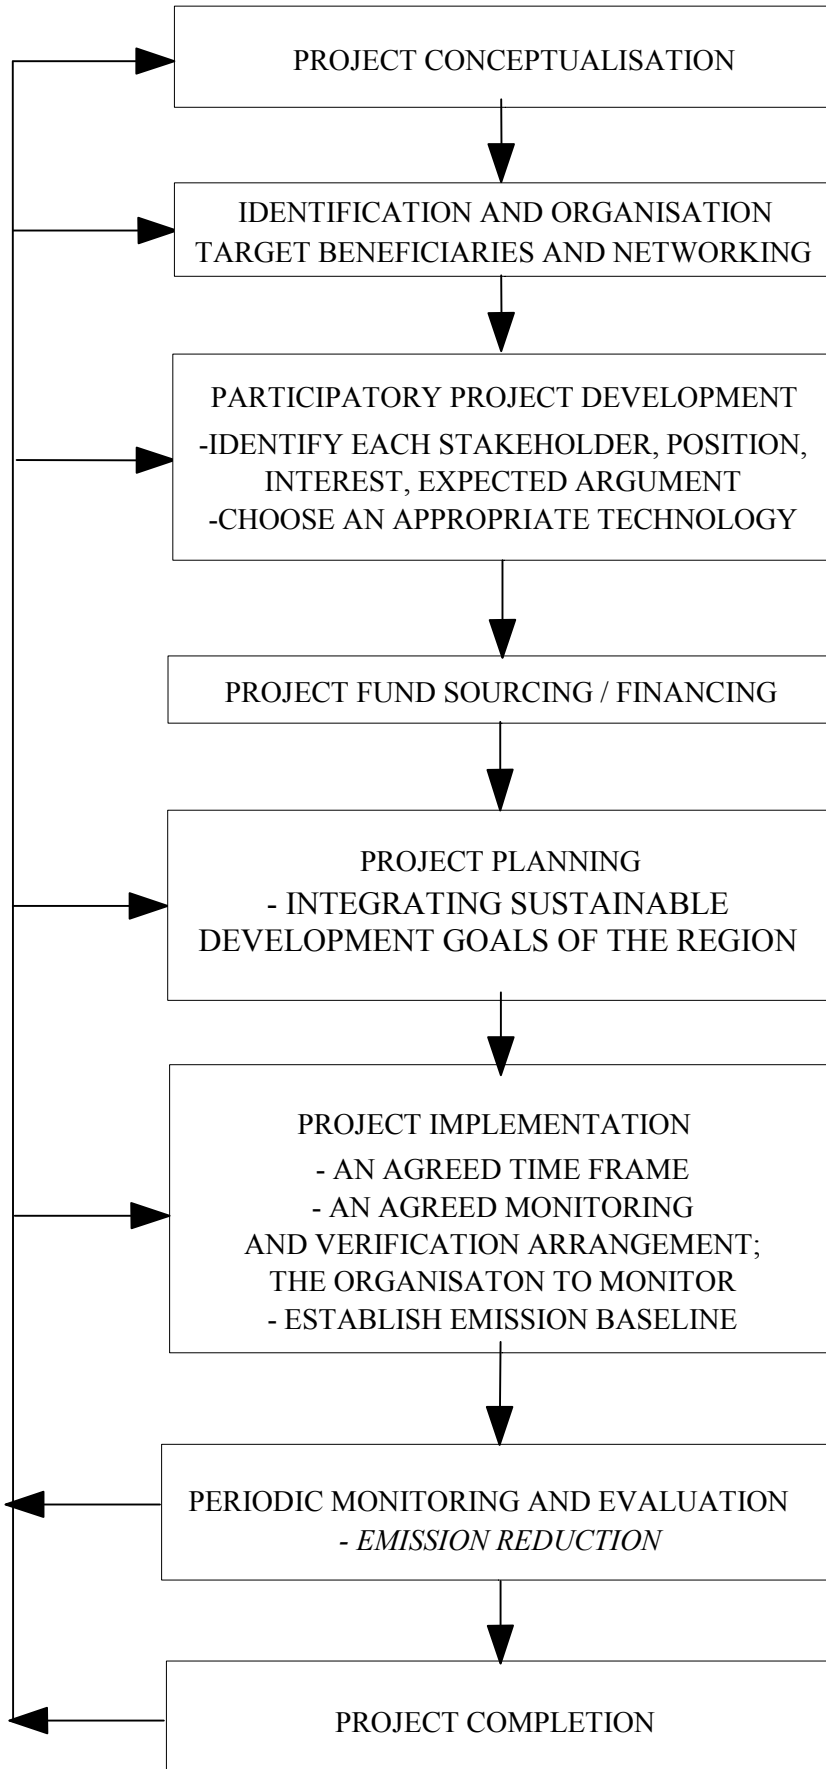 PROJECT CONCEPTUALISATION
IDENTIFICATION AND ORGANISATION
TARGET BENEFICIARIES AND NETWORKING
PARTICIPATORY PROJECT DEVELOPMENT
-IDENTIFY EACH STAKEHOLDER, POSITION,
INTEREST, EXPECTED ARGUMENT
-CHOOSE AN APPROPRIATE TECHNOLOGY
PROJECT FUND SOURCING / FINANCING
PROJECT PLANNING
- INTEGRATING SUSTAINABLE
DEVELOPMENT GOALS OF THE REGION
PROJECT IMPLEMENTATION
- AN AGREED TIME FRAME
- AN AGREED MONITORING
AND VERIFICATION ARRANGEMENT;
THE ORGANISATON TO MONITOR
- ESTABLISH EMISSION BASELINE
PERIODIC MONITORING AND EVALUATION
- EMISSION REDUCTION
PROJECT COMPLETION